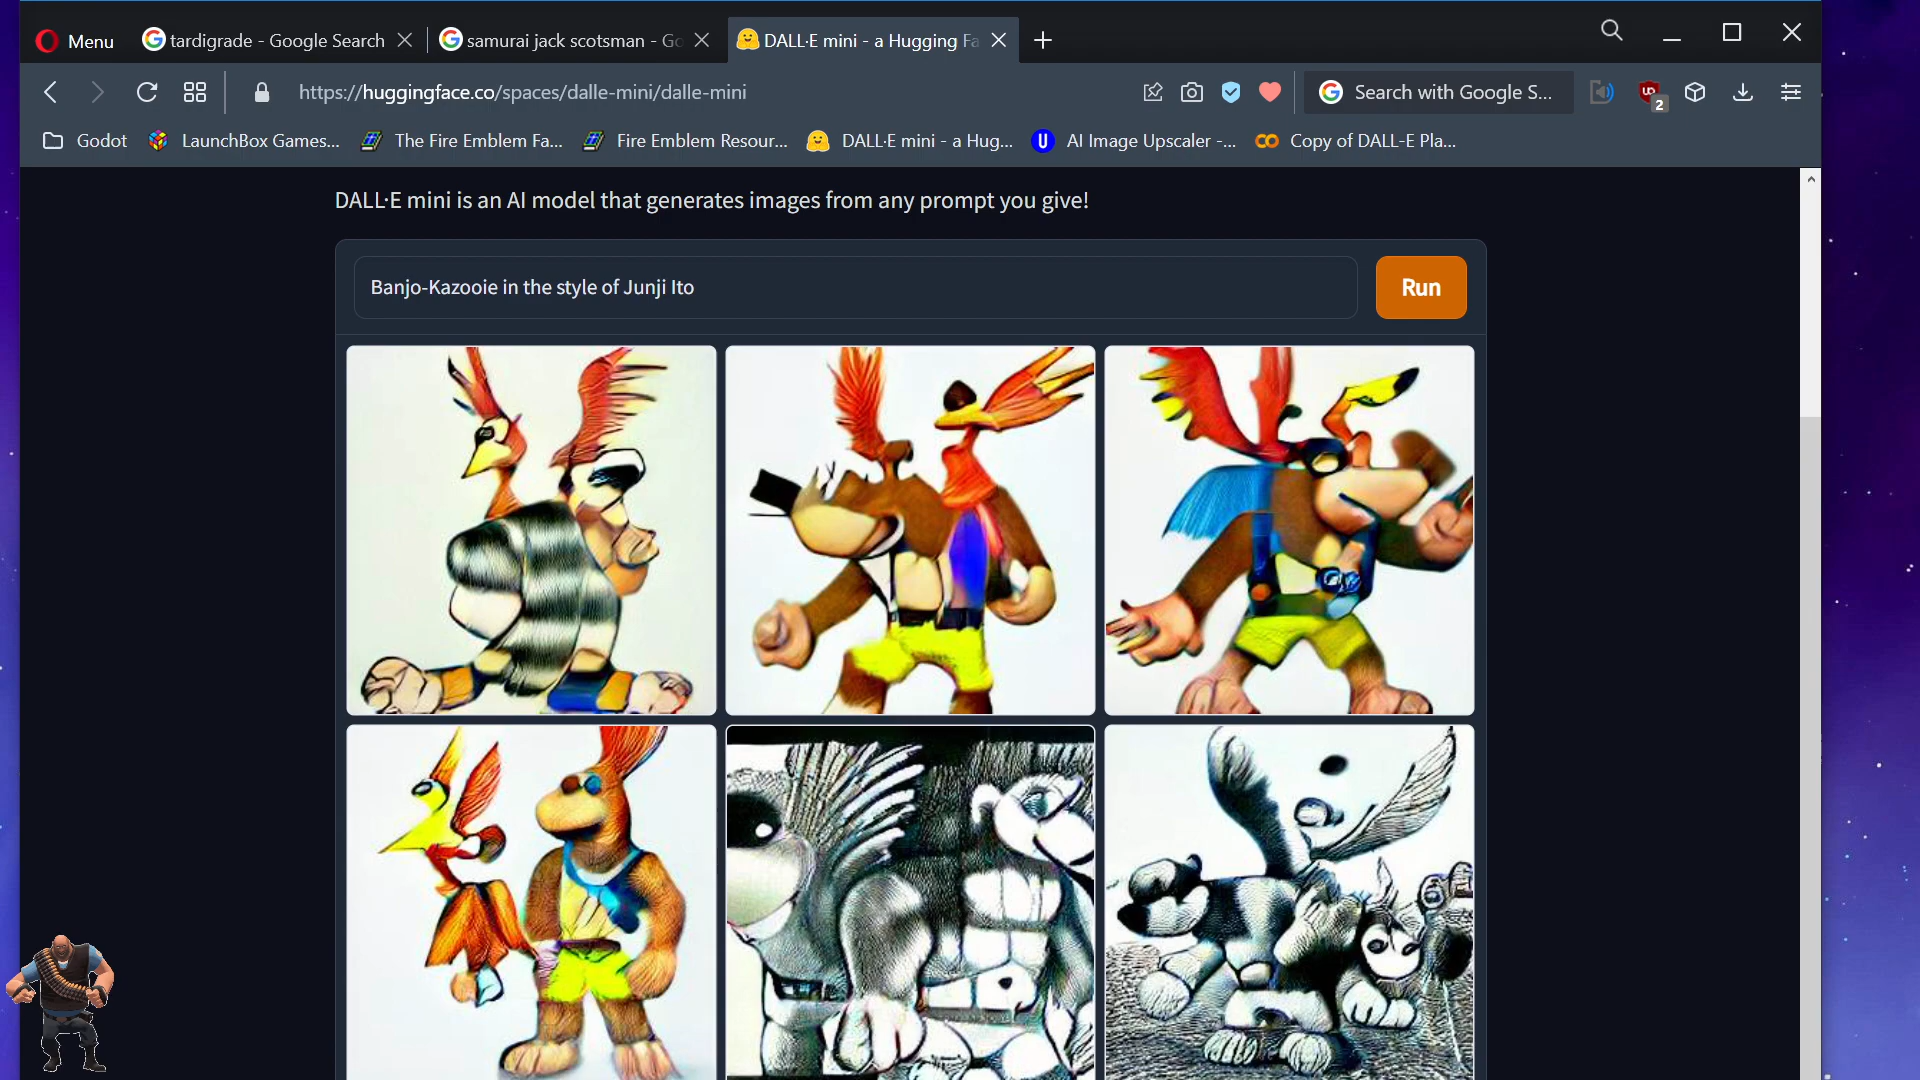 Menu
tardigrade - Google Search
samurai jack scotsman - Go
DALL·E mini - a Hugging Fa
https://huggingface.co/spaces/dalle-mini/dalle-mini
Search with Google S...
2
Godot
LaunchBox Games...
The Fire Emblem Fa...
Fire Emblem Resour...
DALL·E mini - a Hug...
U
AI Image Upscaler -...
Copy of DALL-E Pla...
DALL·E mini is an AI model that generates images from any prompt you give!
Banjo-Kazooie in the style of Junji Ito
Run